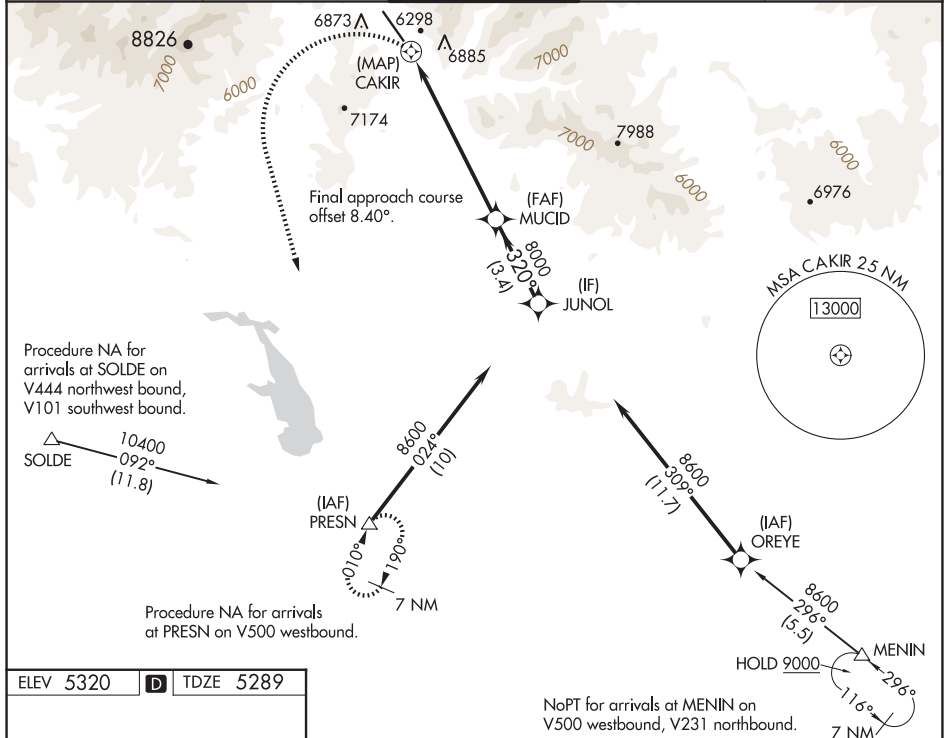 6873
6298
8826
6885
7000
6000
(MAP)
CAKIR
7000
7174
7000
7988
6000
6000
6976
Final approach course
offset 8.40°.
(FAF)
MUCID
8000
320°
(3.4)
(IF)
JUNOL
MSA CAKIR 25 NM
13000
Procedure NA for
arrivals at SOLDE on
V444 northwest bound,
V101 southwest bound.
SOLDE
10400
092°
(11.8)
8600
024°
(10)
8600
309°
(11.7)
(IAF)
PRESN
010°
190°
7 NM
(IAF)
OREYE
8600
296°
(5.5)
Procedure NA for arrivals
at PRESN on V500 westbound.
MENIN
HOLD 9000
296°
116°
7 NM
NoPT for arrivals at MENIN on
V500 westbound, V231 northbound.
ELEV 5320 D TDZE 5289